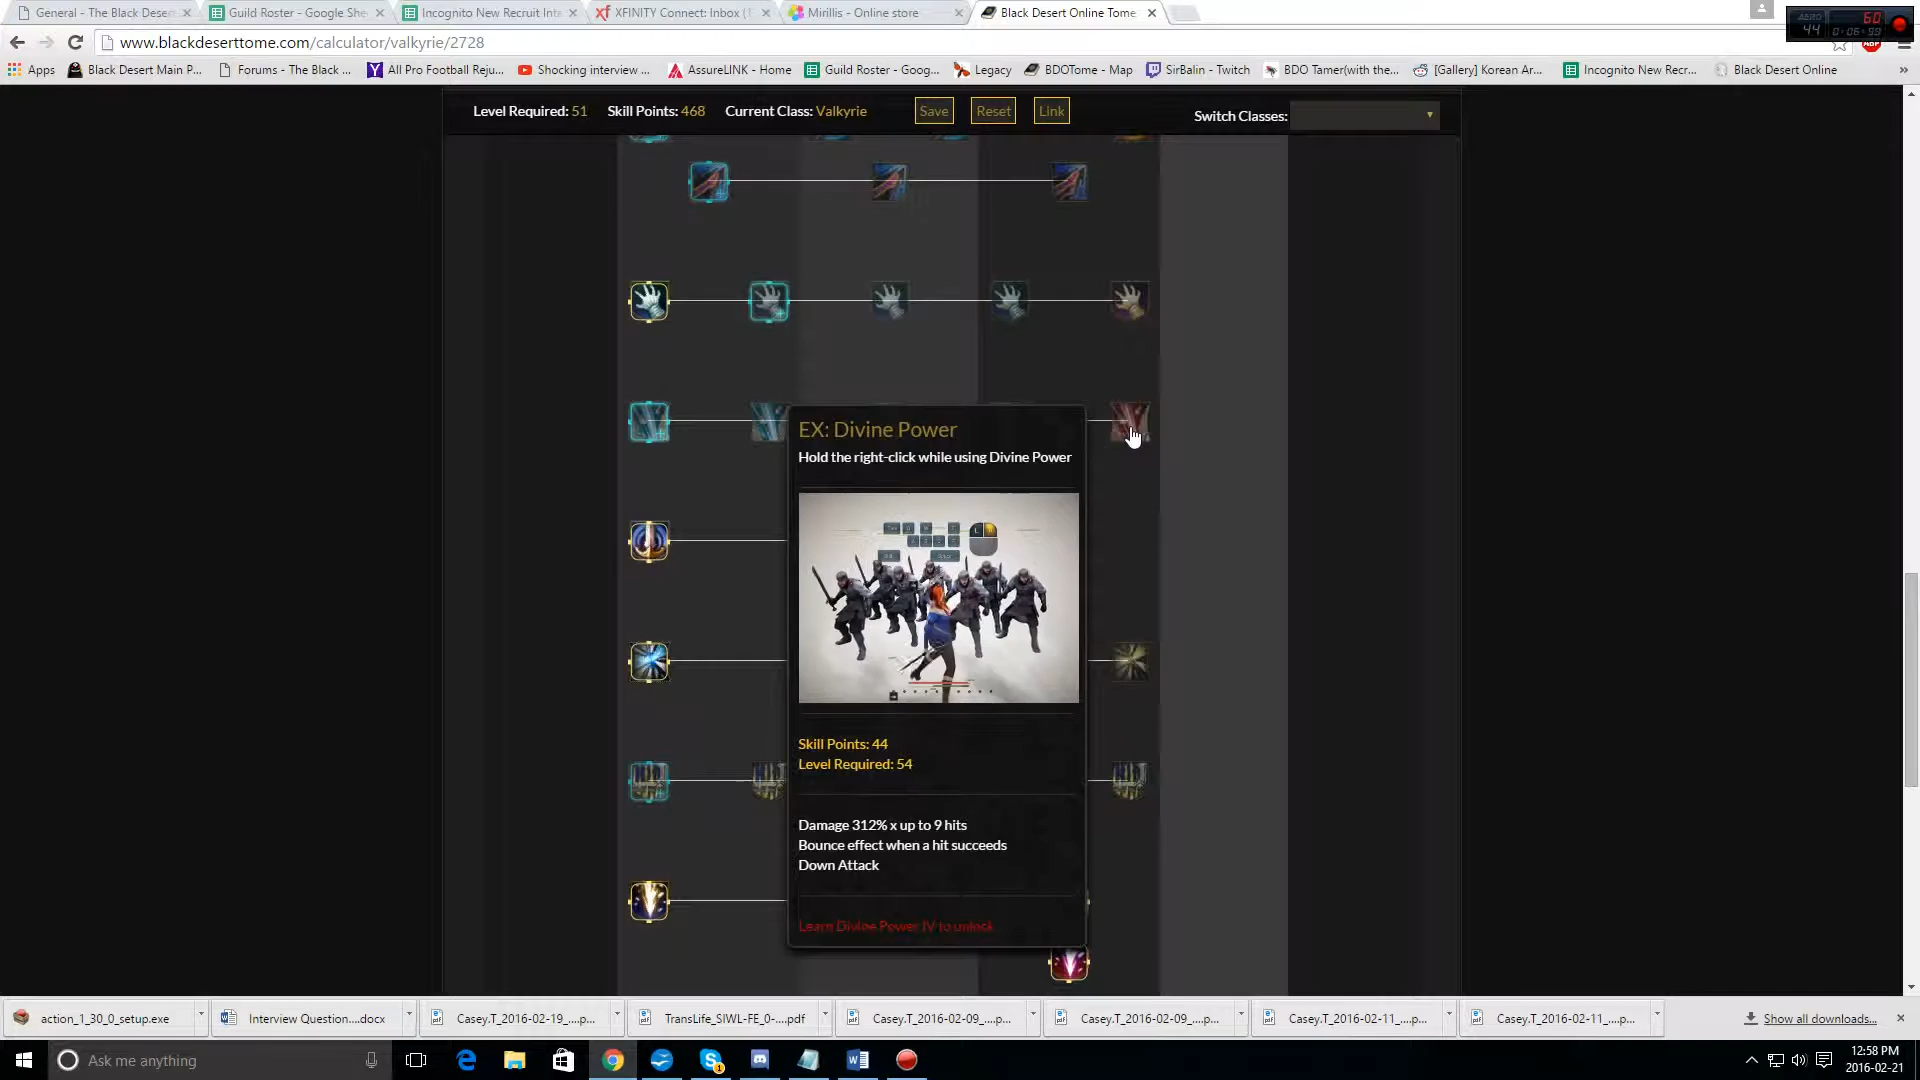 General - The Black Desert
Guild Roster - Google She
Incognito New Recruit Inte
XFINITY Connect: Inbox (1
Mirillis - Online store
Black Desert Online Tome
www.blackdeserttome.com/calculator/valkyrie/2728
AERO
44
60
ABP
Apps
Black Desert Main P...
Forums - The Black ...
All Pro Football Reju...
Shocking interview ...
AssureLINK - Home
Guild Roster - Goog...
Legacy
BDOTome - Map
SirBalin - Twitch
BDO Tamer(with the...
[Gallery] Korean Ar...
Incognito New Recr...
Black Desert Online
»
Level Required: 51
Skill Points: 468
Current Class: Valkyrie
Save
Reset
Link
Switch Classes:
EX: Divine Power
Hold the right-click while using Divine Power
Skill Points: 44
Level Required: 54
Damage 312% x up to 9 hits
Bounce effect when a hit succeeds
Down Attack
Learn Divine Power IV to unlock
action_1_30_0_setup.exe
Interview Question....docx
Casey.T_2016-02-19_....p...
TransLife_SIWL-FE_0-....pdf
Casey.T_2016-02-09_....p...
Casey.T_2016-02-09_....p...
Casey.T_2016-02-11_....p...
Casey.T_2016-02-11_....p...
Show all downloads...
Ask me anything
12:58 PM
2016-02-21